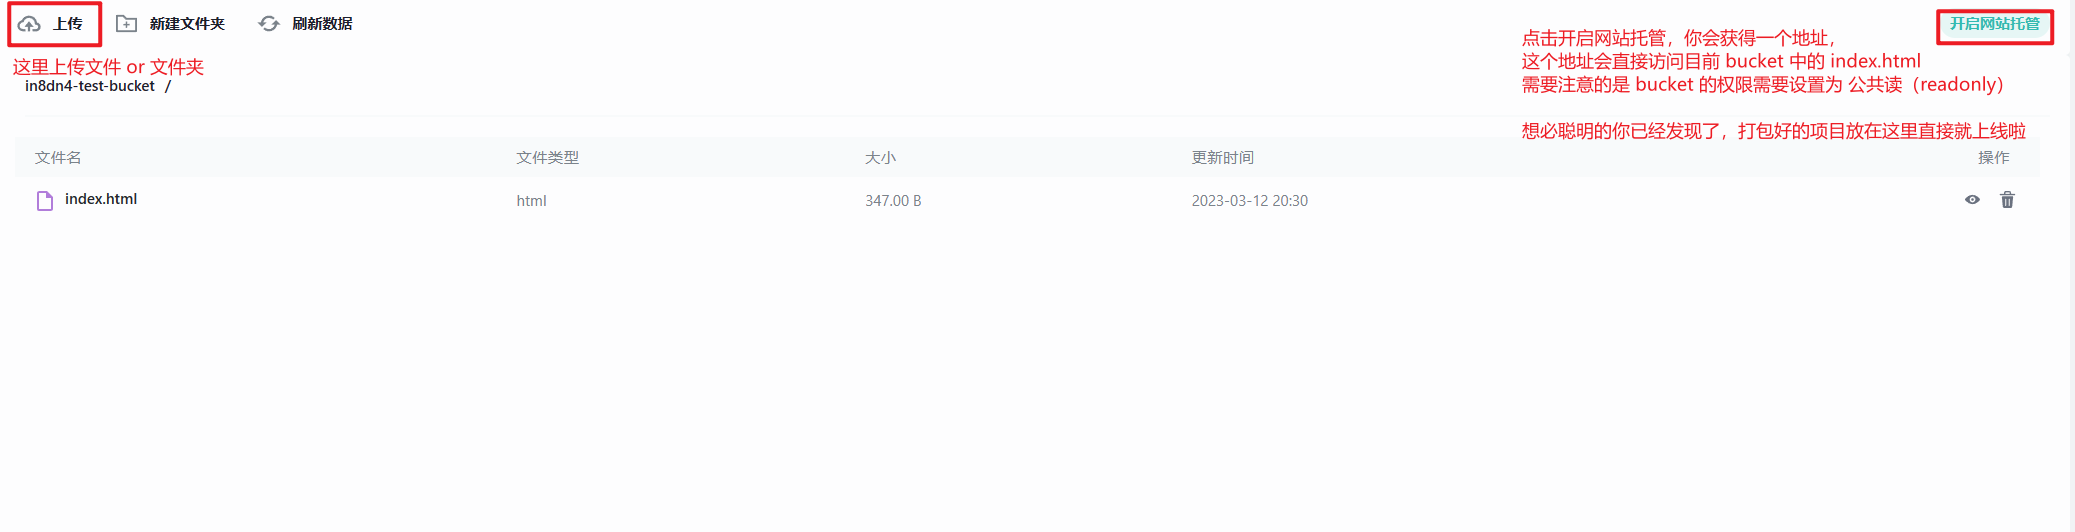 上传 新建文件夹 刷新数据 开启网站托管
点击开启网站托管，你会获得一个地址，
这个地址会直接访问目前 bucket 中的 index.html
需要注意的是 bucket 的权限需要设置为 公共读（readonly）
想必聪明的你已经发现了，打包好的项目放在这里直接就上线啦
这里上传文件 or 文件夹
in8dn4-test-bucket /
文件名 文件类型 大小 更新时间 操作
index.html html 347.00 B 2023-03-12 20:30